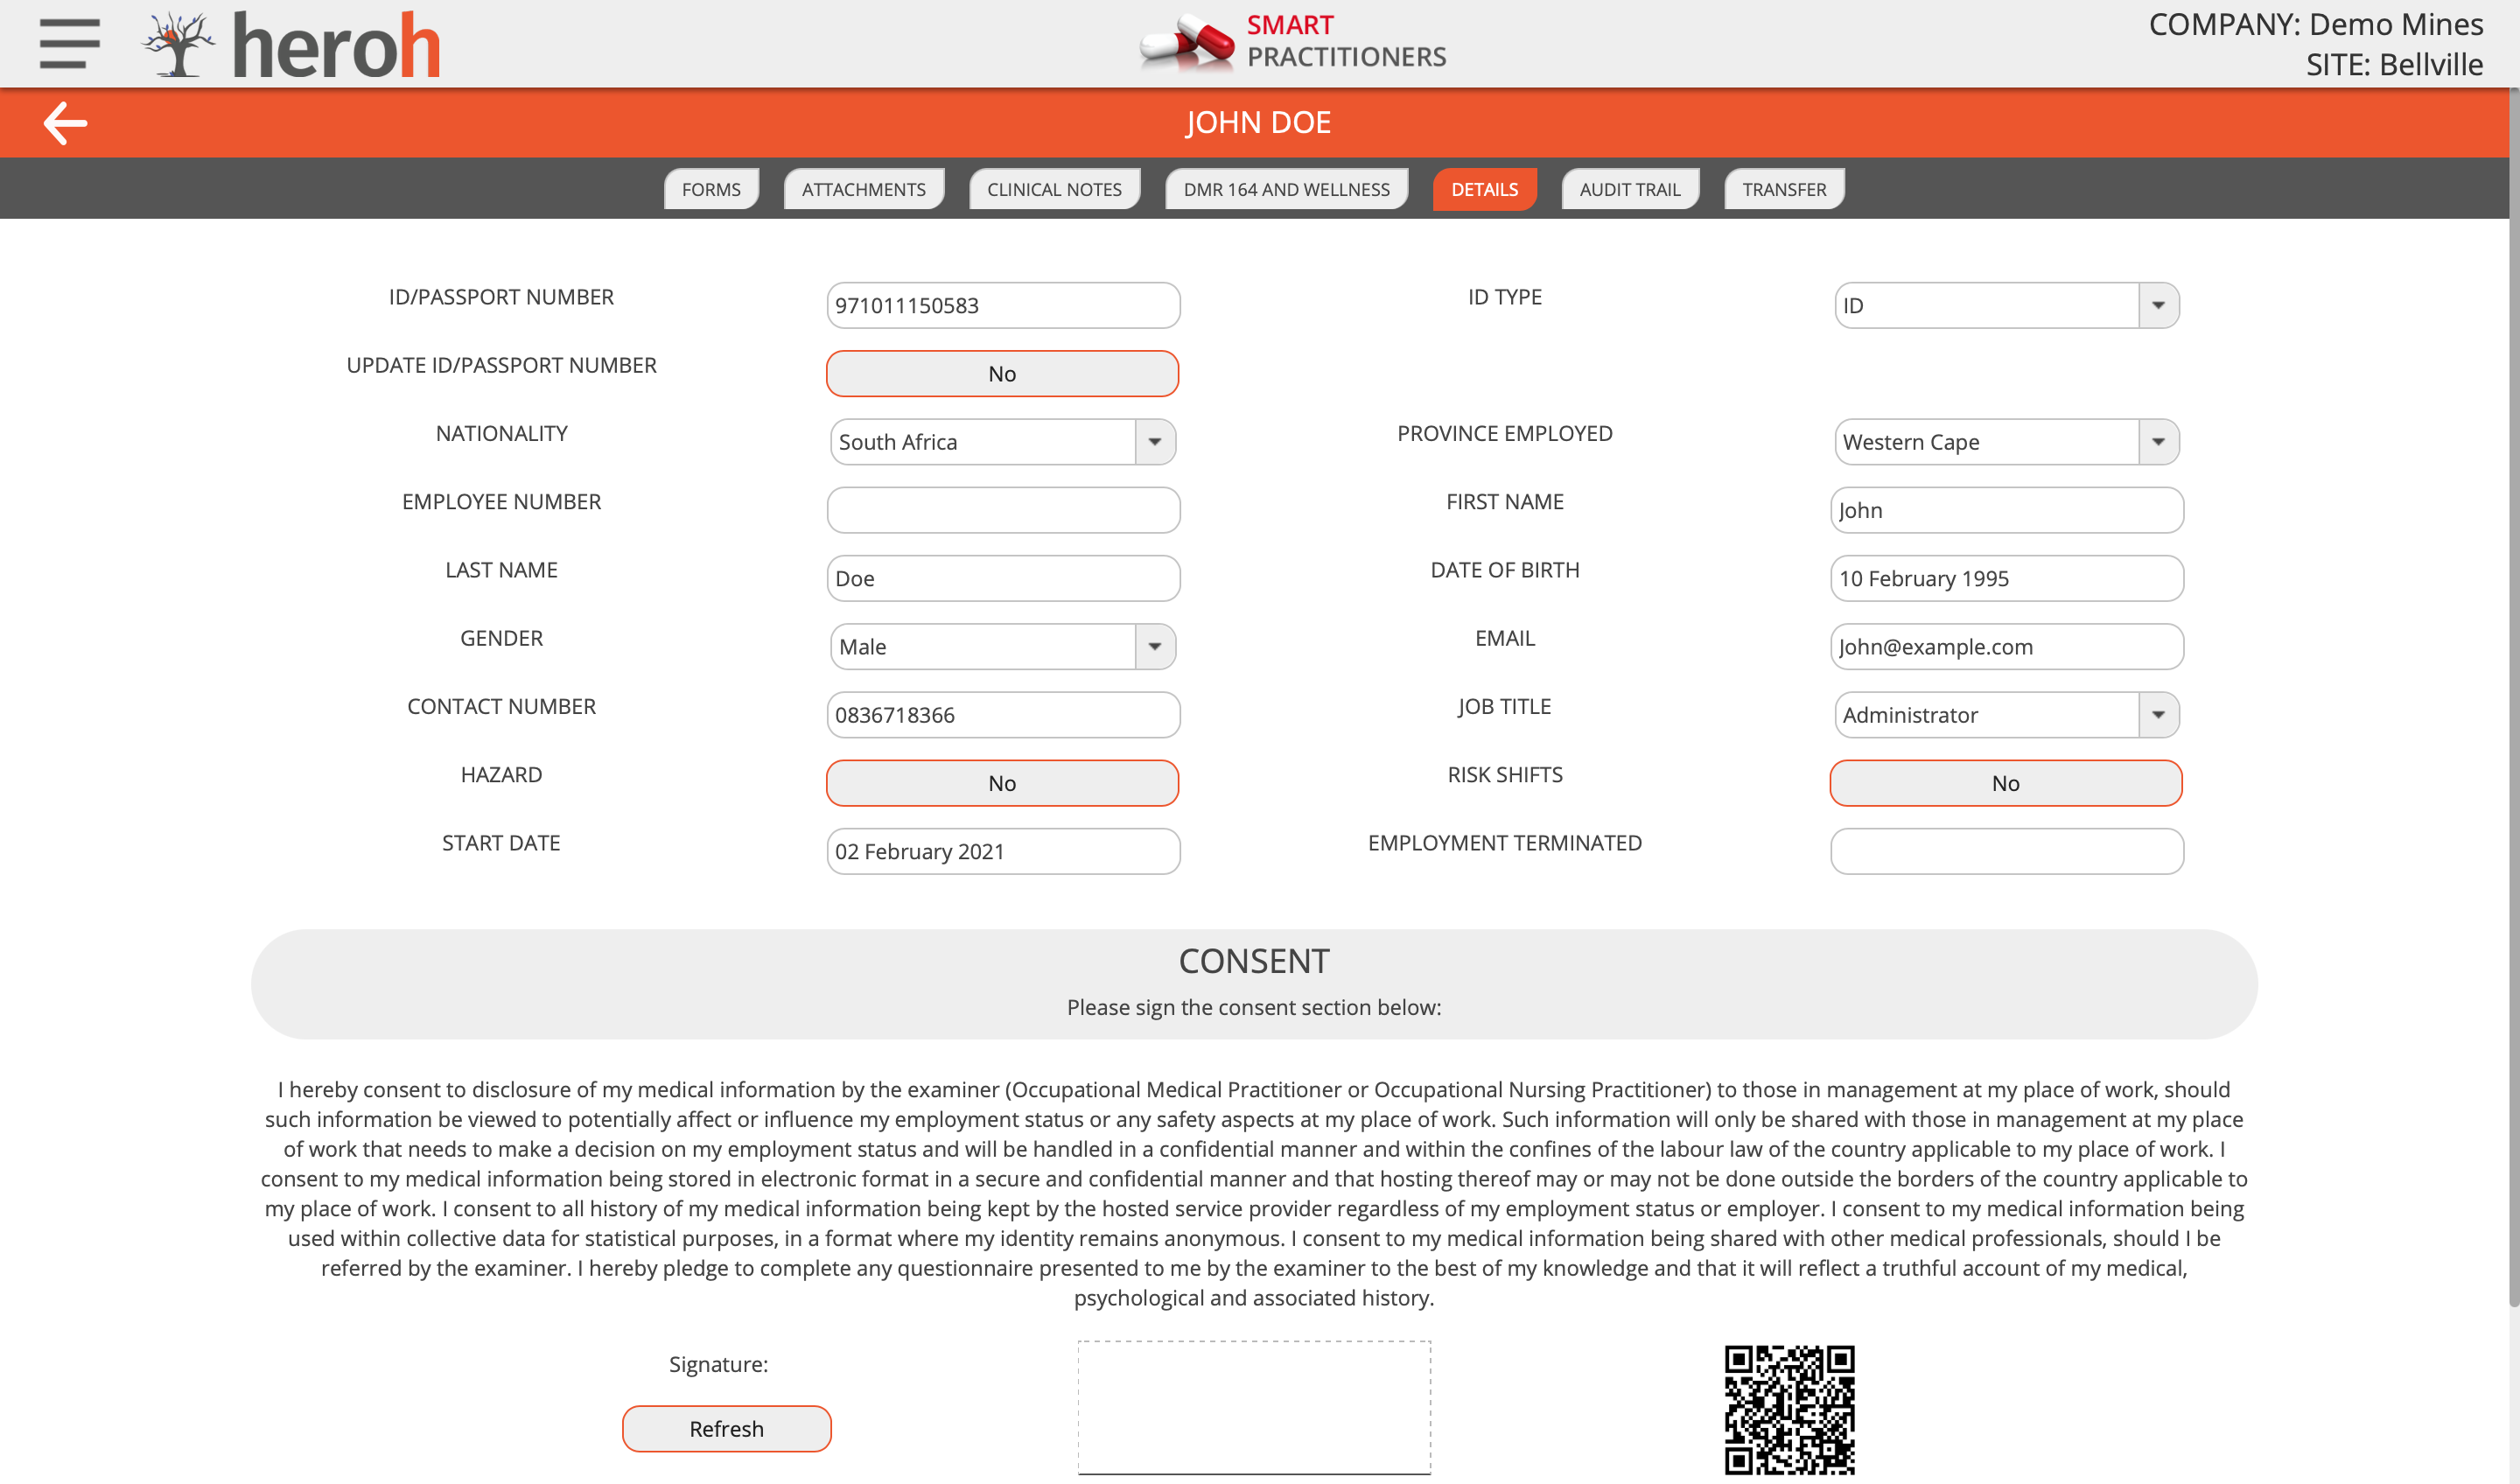 heroh
SMART
PRACTITIONERS
COMPANY: Demo Mines
SITE: Bellville
JOHN DOE
FORMS
ATTACHMENTS
CLINICAL NOTES
DMR 164 AND WELLNESS
DETAILS
AUDIT TRAIL
TRANSFER
ID/PASSPORT NUMBER
971011150583
ID TYPE
ID
UPDATE ID/PASSPORT NUMBER
No
NATIONALITY
South Africa
PROVINCE EMPLOYED
Western Cape
EMPLOYEE NUMBER
FIRST NAME
John
LAST NAME
Doe
DATE OF BIRTH
10 February 1995
GENDER
Male
EMAIL
John@example.com
CONTACT NUMBER
0836718366
JOB TITLE
Administrator
HAZARD
No
RISK SHIFTS
No
START DATE
02 February 2021
EMPLOYMENT TERMINATED
CONSENT
Please sign the consent section below:
I hereby consent to disclosure of my medical information by the examiner (Occupational Medical Practitioner or Occupational Nursing Practitioner) to those in management at my place of work, should
such information be viewed to potentially affect or influence my employment status or any safety aspects at my place of work. Such information will only be shared with those in management at my place
of work that needs to make a decision on my employment status and will be handled in a confidential manner and within the confines of the labour law of the country applicable to my place of work. I
consent to my medical information being stored in electronic format in a secure and confidential manner and that hosting thereof may or may not be done outside the borders of the country applicable to
my place of work. I consent to all history of my medical information being kept by the hosted service provider regardless of my employment status or employer. I consent to my medical information being
used within collective data for statistical purposes, in a format where my identity remains anonymous. I consent to my medical information being shared with other medical professionals, should I be
referred by the examiner. I hereby pledge to complete any questionnaire presented to me by the examiner to the best of my knowledge and that it will reflect a truthful account of my medical,
psychological and associated history.
Signature:
Refresh